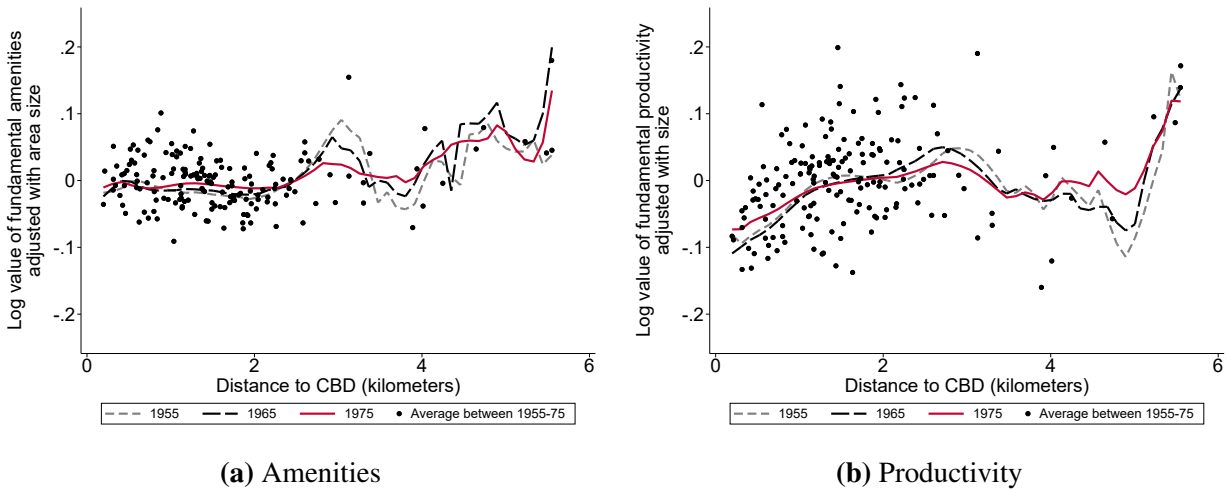 Log value of fundamental amenities
adjusted with area size
.2
.1
0
-.1
-.2
0
2
4
6
Distance to CBD (kilometers)
1955
1965
1975
Average between 1955-75
(a) Amenities
Log value of fundamental productivity
adjusted with size
.2
.1
0
-.1
-.2
0
2
4
6
Distance to CBD (kilometers)
1955
1965
1975
Average between 1955-75
(b) Productivity